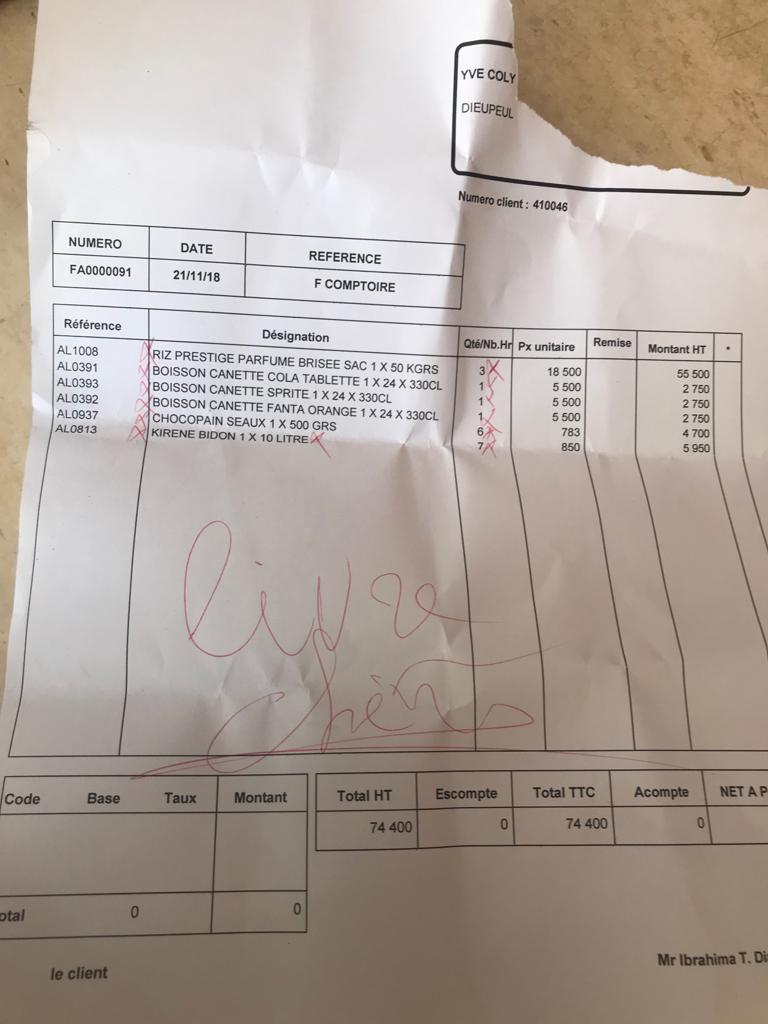 YVE COLY
DIEUPEUL
Numero client : 410046
NUMERO DATE REFERENCE
FA0000091 21/11/18 F COMPTOIRE
Référence Désignation Qté/Nb.Hr Px unitaire Remise Montant HT *
AL1008 RIZ PRESTIGE PARFUME BRISEE SAC 1 X 50 KGRS 3 18 500 55 500
AL0391 BOISSON CANETTE COLA TABLETTE 1 X 24 X 330CL 1 5 500 2 750
AL0393 BOISSON CANETTE SPRITE 1 X 24 X 330CL 1 5 500 2 750
AL0392 BOISSON CANETTE FANTA ORANGE 1 X 24 X 330CL 1 5 500 2 750
AL0937 CHOCOPAIN SEAUX 1 X 500 GRS 6 783 4 700
AL0813 KIRENE BIDON 1 X 10 LITRE 7 850 5 950
livre
Code Base Taux Montant
Total HT Escompte Total TTC Acompte NET A P
74 400 0 74 400 0
otal 0 0
le client
Mr Ibrahima T. Di